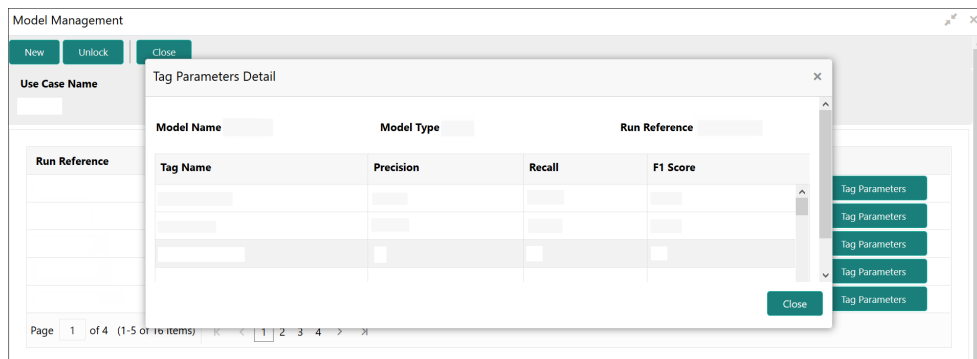 Model Management
New Unlock Close
Use Case Name
Tag Parameters Detail
Model Name Model Type Run Reference
Run Reference
Tag Name Precision Recall F1 Score
Tag Parameters
Tag Parameters
Tag Parameters
Tag Parameters
Tag Parameters
Close
Page 1 of 4 (1-5 of 16 items) 1 2 3 4